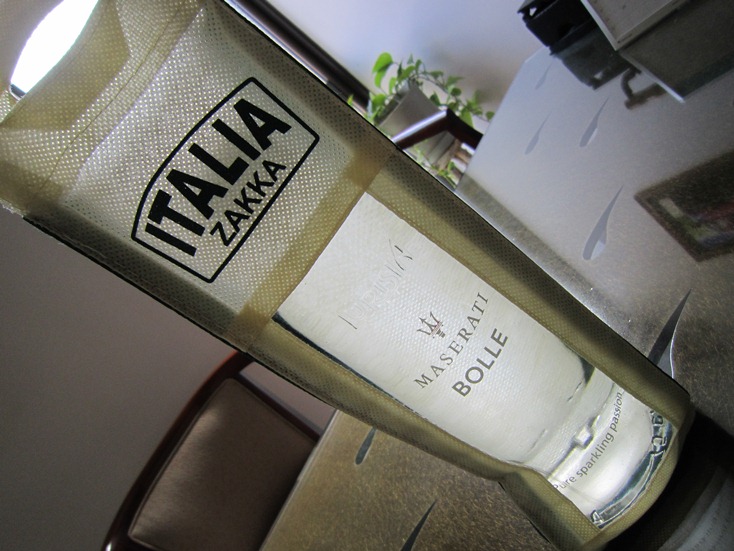 ITALIA
ZAKKA
MASERATI
BOLLE
Pure sparkling passion